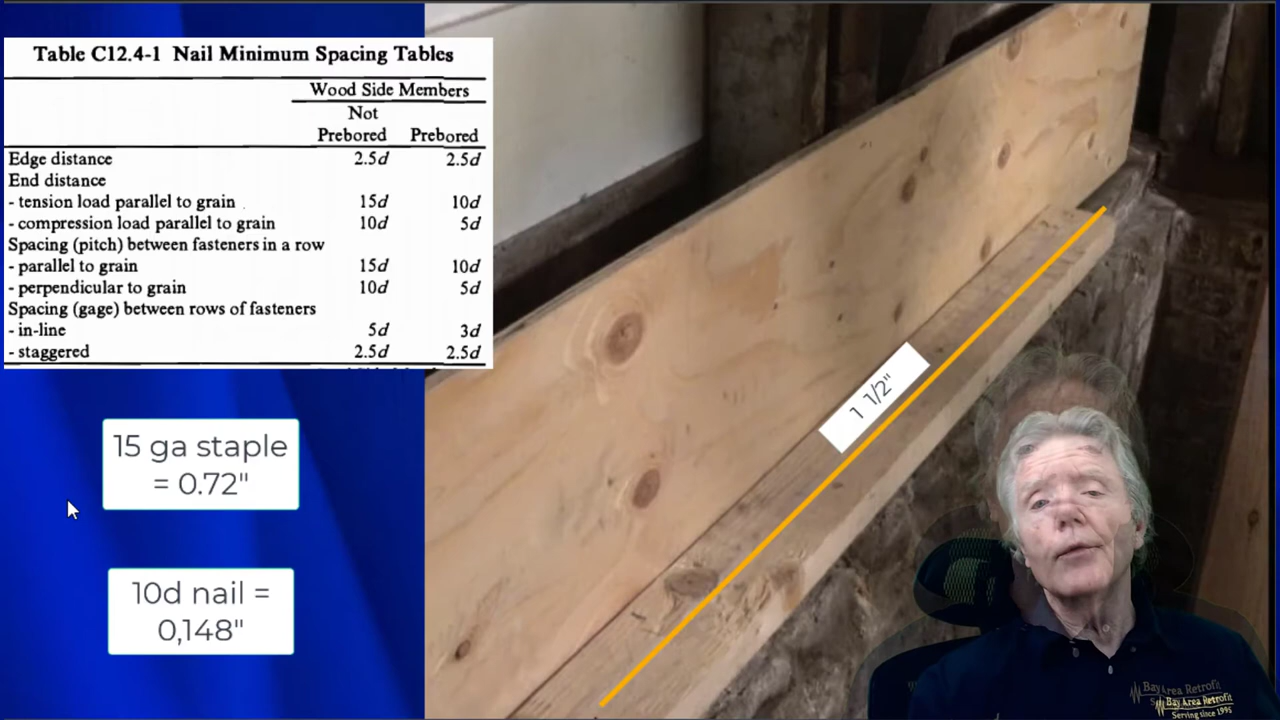 Table C12.4-1 Nail Minimum Spacing Tables
Wood Side Members
Not
Prebored Prebored
Edge distance 2.5d 2.5d
End distance
- tension load parallel to grain 15d 10d
- compression load parallel to grain 10d 5d
Spacing (pitch) between fasteners in a row
- parallel to grain 15d 10d
- perpendicular to grain 10d 5d
Spacing (gage) between rows of fasteners
- in-line 5d 3d
- staggered 2.5d 2.5d
15 ga staple
= 0.72"
10d nail =
0,148"
1 1/2"
Bay Area Retrofit
Bay Area Retrofit
Serving since 1995